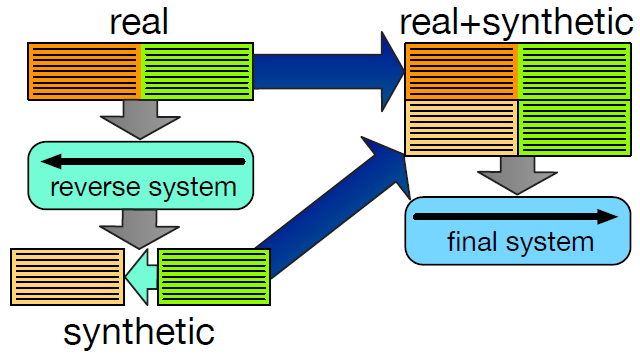 real
real+synthetic
reverse system
final system
synthetic